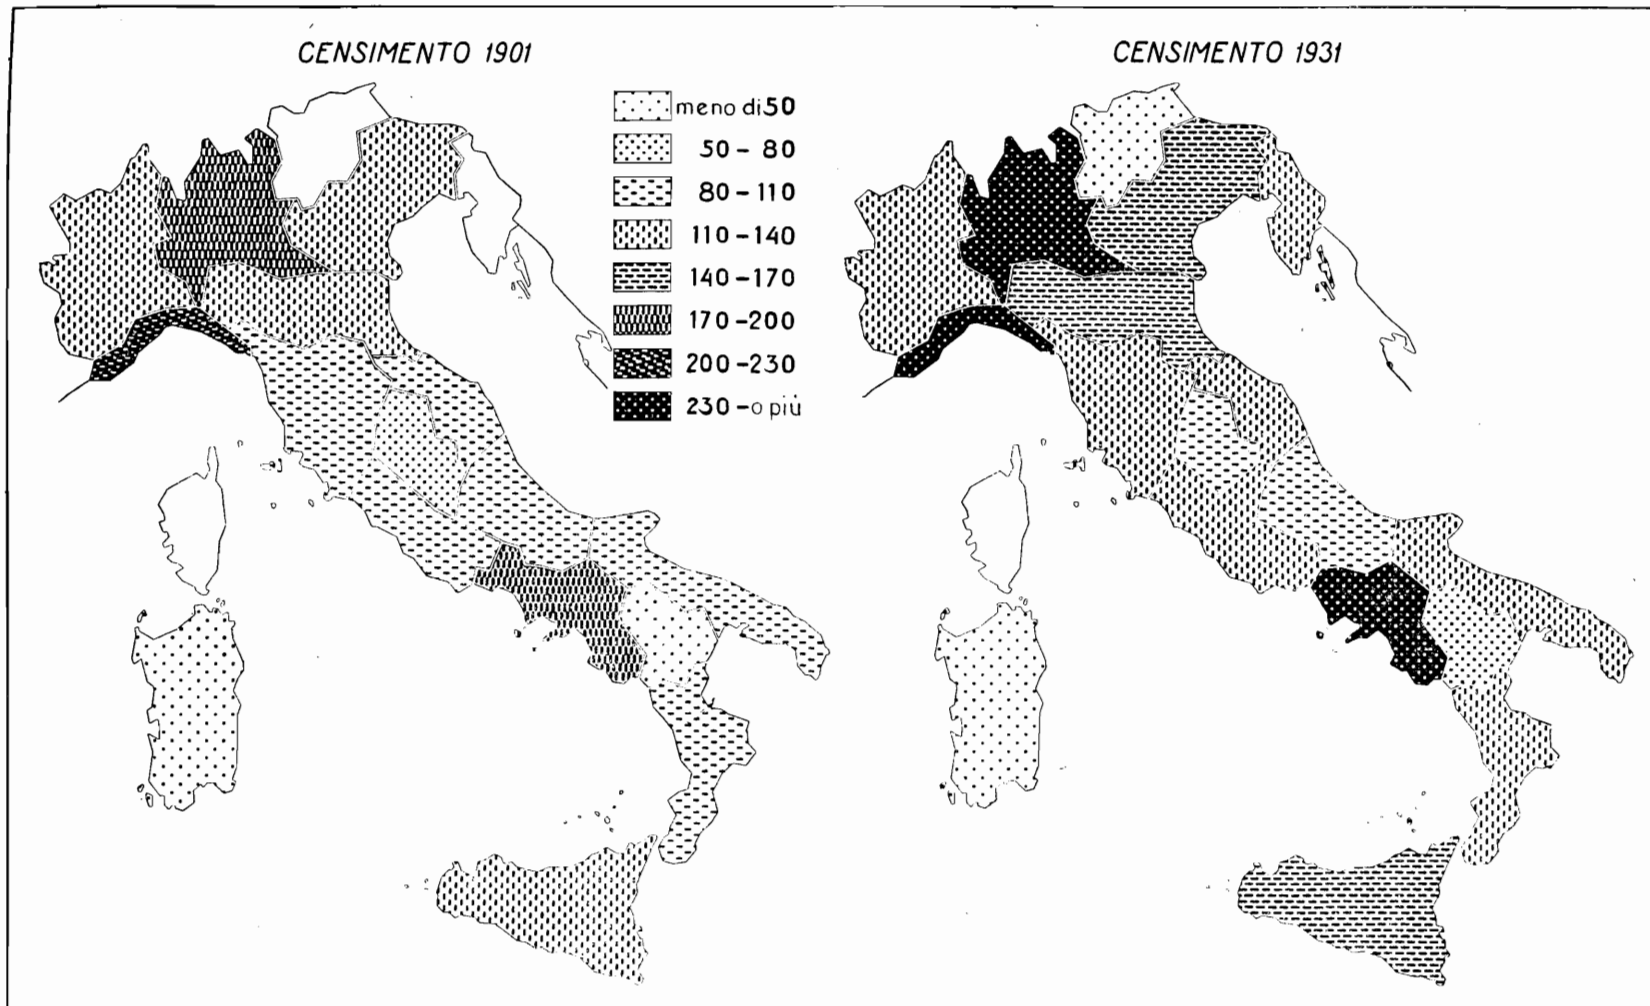 CENSIMENTO 1901
CENSIMENTO 1931
meno di 50
50 - 80
80 - 110
110 - 140
140 - 170
170 - 200
200 - 230
230 - o più